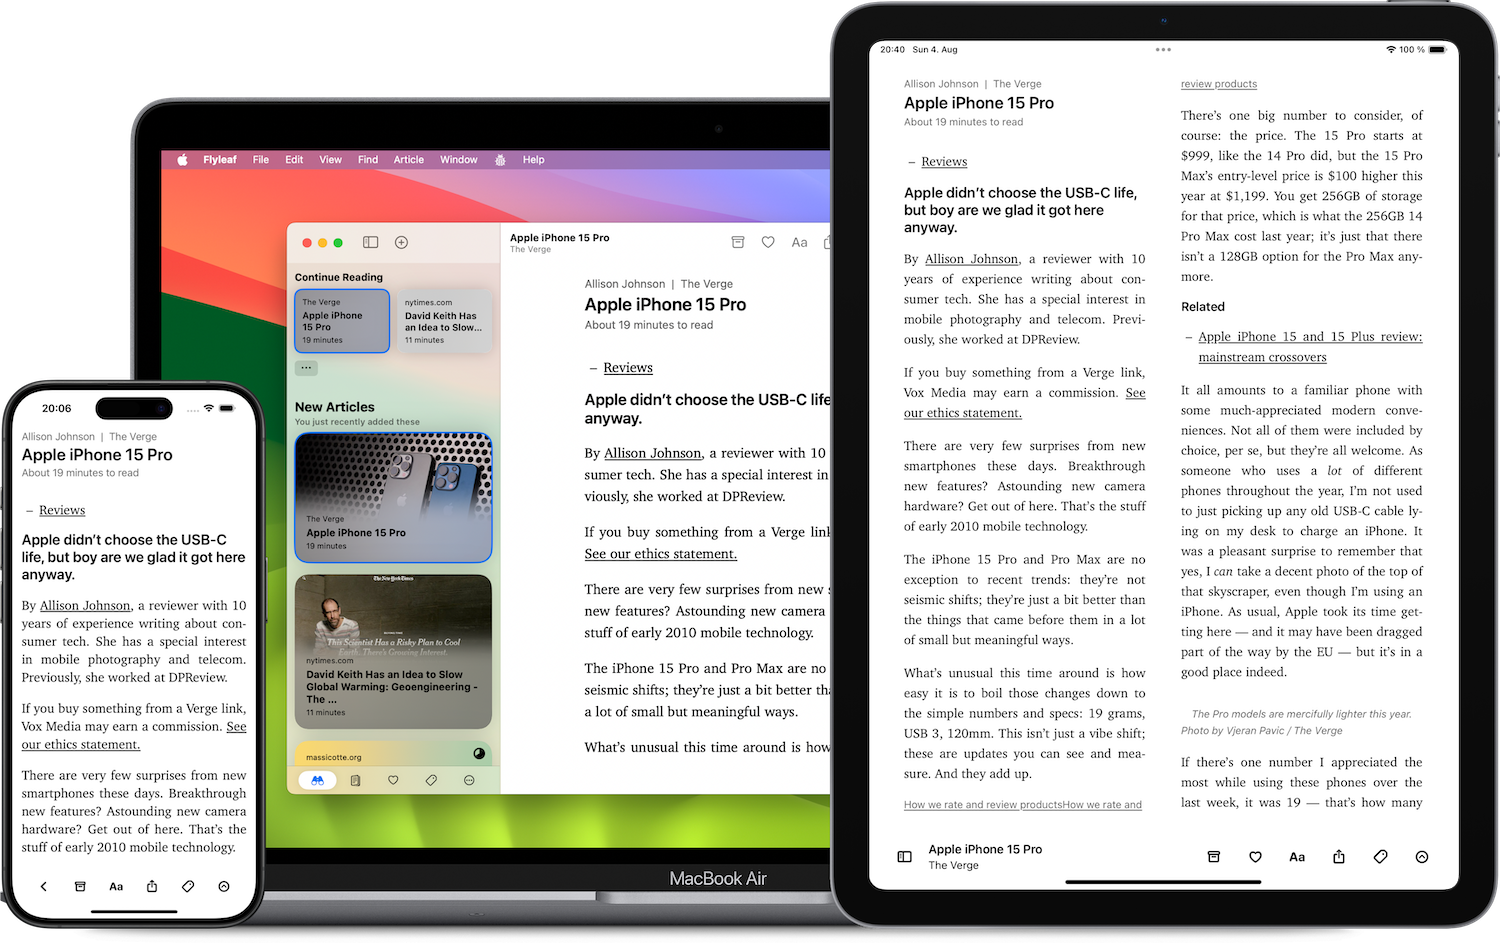 Flyleaf File Edit View Find Article Window Help
Apple iPhone 15 Pro
The Verge
Aa
Continue Reading
The Verge
Apple iPhone
15 Pro
19 minutes
nytimes.com
David Keith Has
an Idea to Slow...
11 minutes
New Articles
You just recently added these
The Verge
Apple iPhone 15 Pro
19 minutes
The New York Times
This Scientist Has a Risky Plan to Cool
Earth. There's Growing Interest.
nytimes.com
David Keith Has an Idea to Slow
Global Warming: Geoengineering -
The ...
11 minutes
massicotte.org
Allison Johnson | The Verge
Apple iPhone 15 Pro
About 19 minutes to read
– Reviews
Apple didn't choose the USB-C life
anyway.
By Allison Johnson, a reviewer with 10
sumer tech. She has a special interest in
viously, she worked at DPReview.
If you buy something from a Verge link
See our ethics statement.
There are very few surprises from new s
new features? Astounding new camera
stuff of early 2010 mobile technology.
The iPhone 15 Pro and Pro Max are no
seismic shifts; they're just a bit better tha
a lot of small but meaningful ways.
What's unusual this time around is how
MacBook Air
20:06
Allison Johnson | The Verge
Apple iPhone 15 Pro
About 19 minutes to read
– Reviews
Apple didn't choose the USB-C
life, but boy are we glad it got here
anyway.
By Allison Johnson, a reviewer with 10
years of experience writing about con-
sumer tech. She has a special interest
in mobile photography and telecom.
Previously, she worked at DPReview.
If you buy something from a Verge link,
Vox Media may earn a commission. See
our ethics statement.
There are very few surprises from new
smartphones these days. Breakthrough
new features? Astounding new camera
hardware? Get out of here. That's the
stuff of early 2010 mobile technology.
Aa
20:40 Sun 4. Aug
100 %
Allison Johnson | The Verge
Apple iPhone 15 Pro
About 19 minutes to read
– Reviews
Apple didn't choose the USB-C life,
but boy are we glad it got here
anyway.
By Allison Johnson, a reviewer with 10
years of experience writing about con-
sumer tech. She has a special interest in
mobile photography and telecom. Previ-
ously, she worked at DPReview.
If you buy something from a Verge link,
Vox Media may earn a commission. See
our ethics statement.
There are very few surprises from new
smartphones these days. Breakthrough
new features? Astounding new camera
hardware? Get out of here. That's the stuff
of early 2010 mobile technology.
The iPhone 15 Pro and Pro Max are no
exception to recent trends: they're not
seismic shifts; they're just a bit better than
the things that came before them in a lot
of small but meaningful ways.
What's unusual this time around is how
easy it is to boil those changes down to
the simple numbers and specs: 19 grams,
USB 3, 120mm. This isn't just a vibe shift;
these are updates you can see and mea-
sure. And they add up.
How we rate and review productsHow we rate and
review products
There's one big number to consider, of
course: the price. The 15 Pro starts at
$999, like the 14 Pro did, but the 15 Pro
Max's entry-level price is $100 higher this
year at $1,199. You get 256GB of storage
for that price, which is what the 256GB 14
Pro Max cost last year; it's just that there
isn't a 128GB option for the Pro Max any-
more.
Related
– Apple iPhone 15 and 15 Plus review:
mainstream crossovers
It all amounts to a familiar phone with
some much-appreciated modern conve-
niences. Not all of them were included by
choice, per se, but they're all welcome. As
someone who uses a lot of different
phones throughout the year, I'm not used
to just picking up any old USB-C cable ly-
ing on my desk to charge an iPhone. It
was a pleasant surprise to remember that
yes, I can take a decent photo of the top of
that skyscraper, even though I'm using an
iPhone. As usual, Apple took its time get-
ting here — and it may have been dragged
part of the way by the EU — but it's in a
good place indeed.
The Pro models are mercifully lighter this year.
Photo by Vjeran Pavic / The Verge
If there's one number I appreciated the
most while using these phones over the
last week, it was 19 — that's how many
Apple iPhone 15 Pro
The Verge
Aa